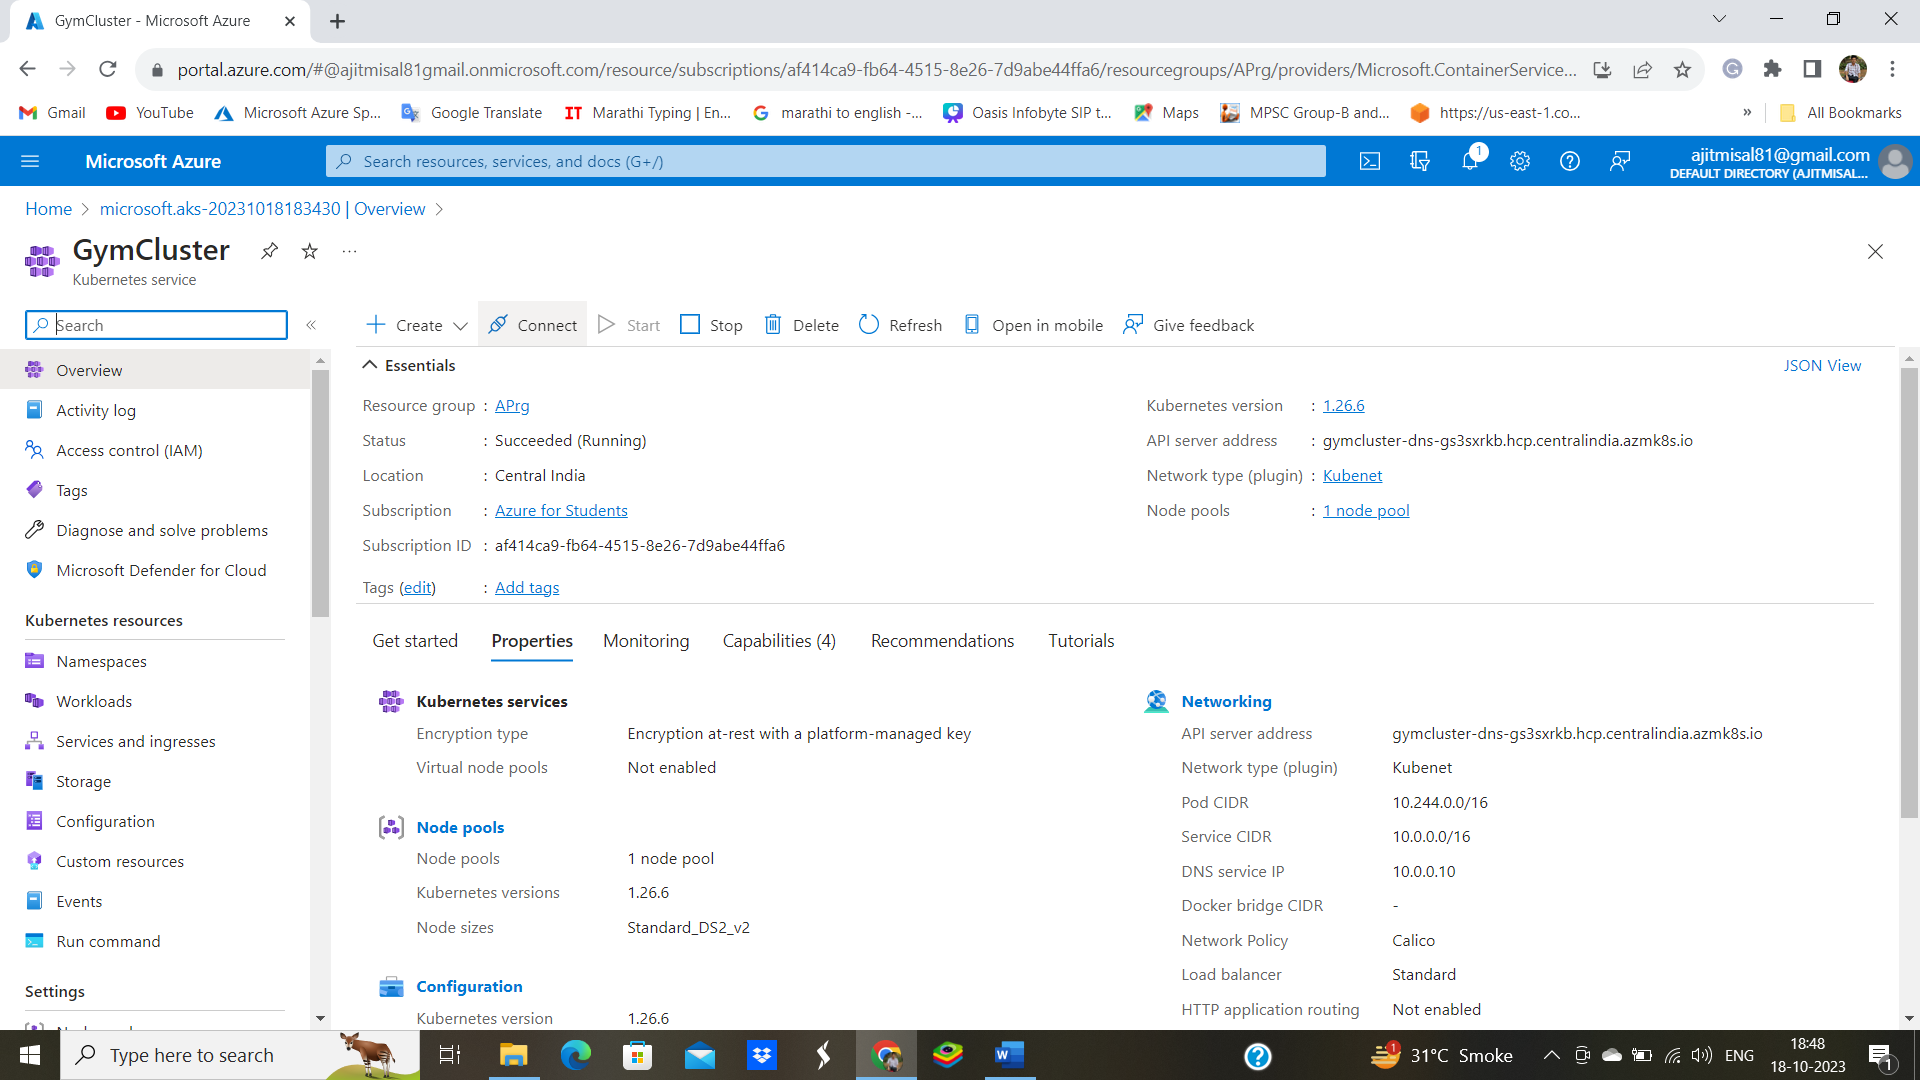 GymCluster - Microsoft Azure
portal.azure.com/#@ajitmisal81gmail.onmicrosoft.com/resource/subscriptions/af414ca9-fb64-4515-8e26-7d9abe44ffa6/resourcegroups/APrg/providers/Microsoft.ContainerService...
Gmail YouTube Microsoft Azure Sp... Google Translate Marathi Typing | En... marathi to english -... Oasis Infobyte SIP t... Maps MPSC Group-B and... https://us-east-1.co... » All Bookmarks
Microsoft Azure Search resources, services, and docs (G+/) 1 ajitmisal81@gmail.com
DEFAULT DIRECTORY (AJITMISAL...
Home > microsoft.aks-20231018183430 | Overview >
GymCluster ...
Kubernetes service
Search «
Create Connect Start Stop Delete Refresh Open in mobile Give feedback
Overview
Activity log
Access control (IAM)
Tags
Diagnose and solve problems
Microsoft Defender for Cloud
Kubernetes resources
Namespaces
Workloads
Services and ingresses
Storage
Configuration
Custom resources
Events
Run command
Settings
Essentials JSON View
Resource group : APrg
Status : Succeeded (Running)
Location : Central India
Subscription : Azure for Students
Subscription ID : af414ca9-fb64-4515-8e26-7d9abe44ffa6
Tags (edit) : Add tags
Kubernetes version : 1.26.6
API server address : gymcluster-dns-gs3sxrkb.hcp.centralindia.azmk8s.io
Network type (plugin) : Kubenet
Node pools : 1 node pool
Get started Properties Monitoring Capabilities (4) Recommendations Tutorials
Kubernetes services
Encryption type Encryption at-rest with a platform-managed key
Virtual node pools Not enabled
Node pools
Node pools 1 node pool
Kubernetes versions 1.26.6
Node sizes Standard_DS2_v2
Configuration
Kubernetes version 1.26.6
Networking
API server address gymcluster-dns-gs3sxrkb.hcp.centralindia.azmk8s.io
Network type (plugin) Kubenet
Pod CIDR 10.244.0.0/16
Service CIDR 10.0.0.0/16
DNS service IP 10.0.0.10
Docker bridge CIDR -
Network Policy Calico
Load balancer Standard
HTTP application routing Not enabled
Type here to search 1 31°C Smoke ENG 18:48
18-10-2023 1